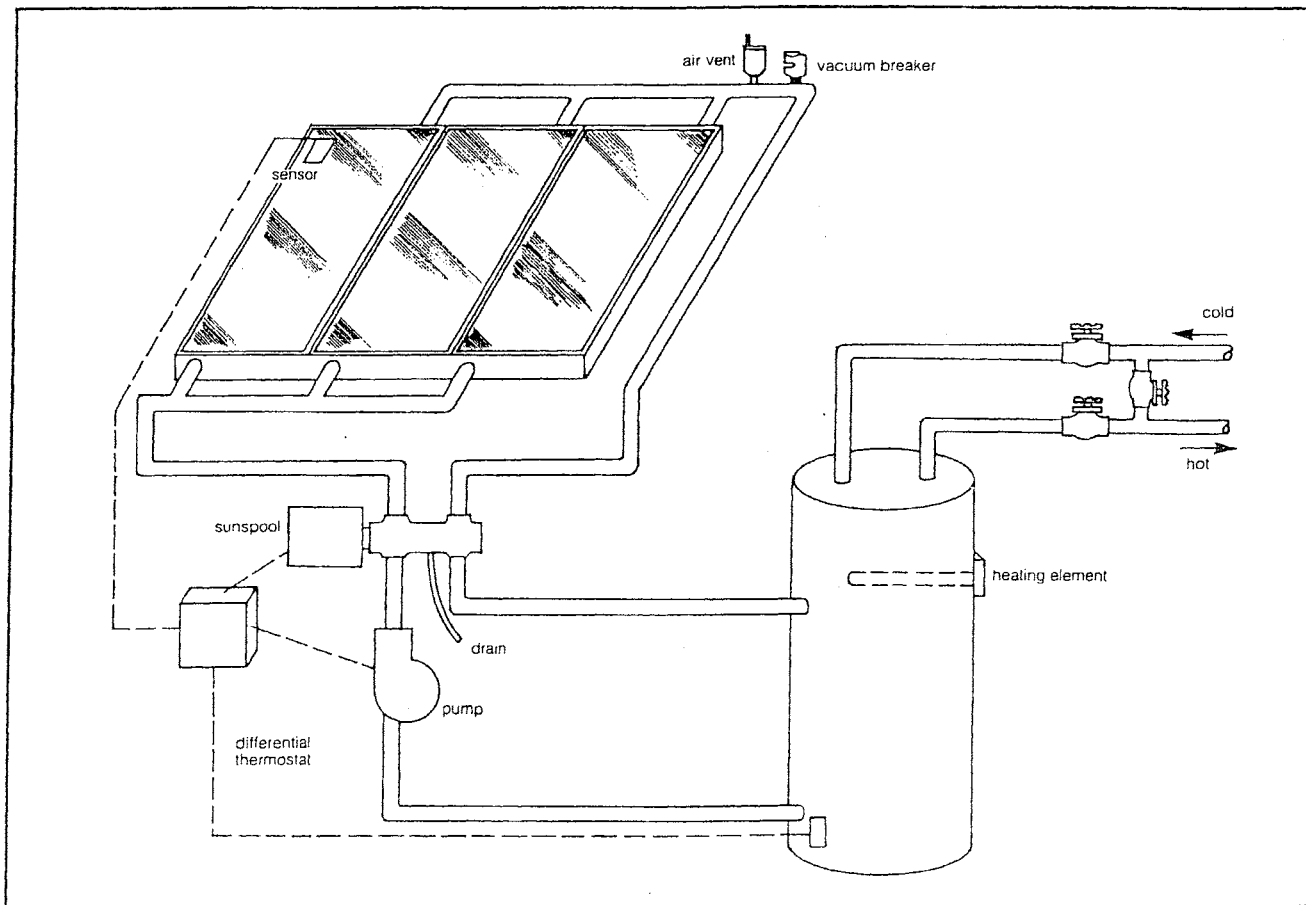 air vent
vacuum breaker
sensor
cold
hot
sunspool
heating element
drain
pump
differential
thermostat